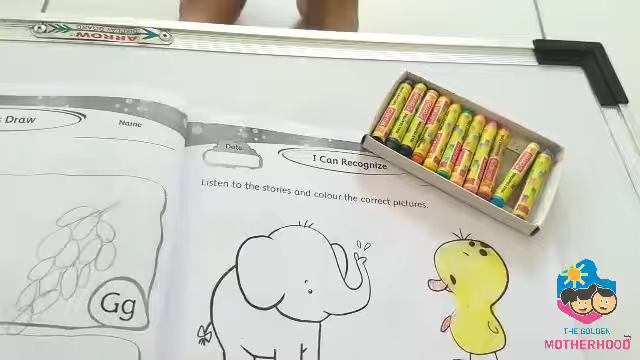 ARROW
s Draw
Name
Date
I Can Recognize
Listen to the stories and colour the correct pictures.
Gg
THE GOLDEN
MOTHERHOOD